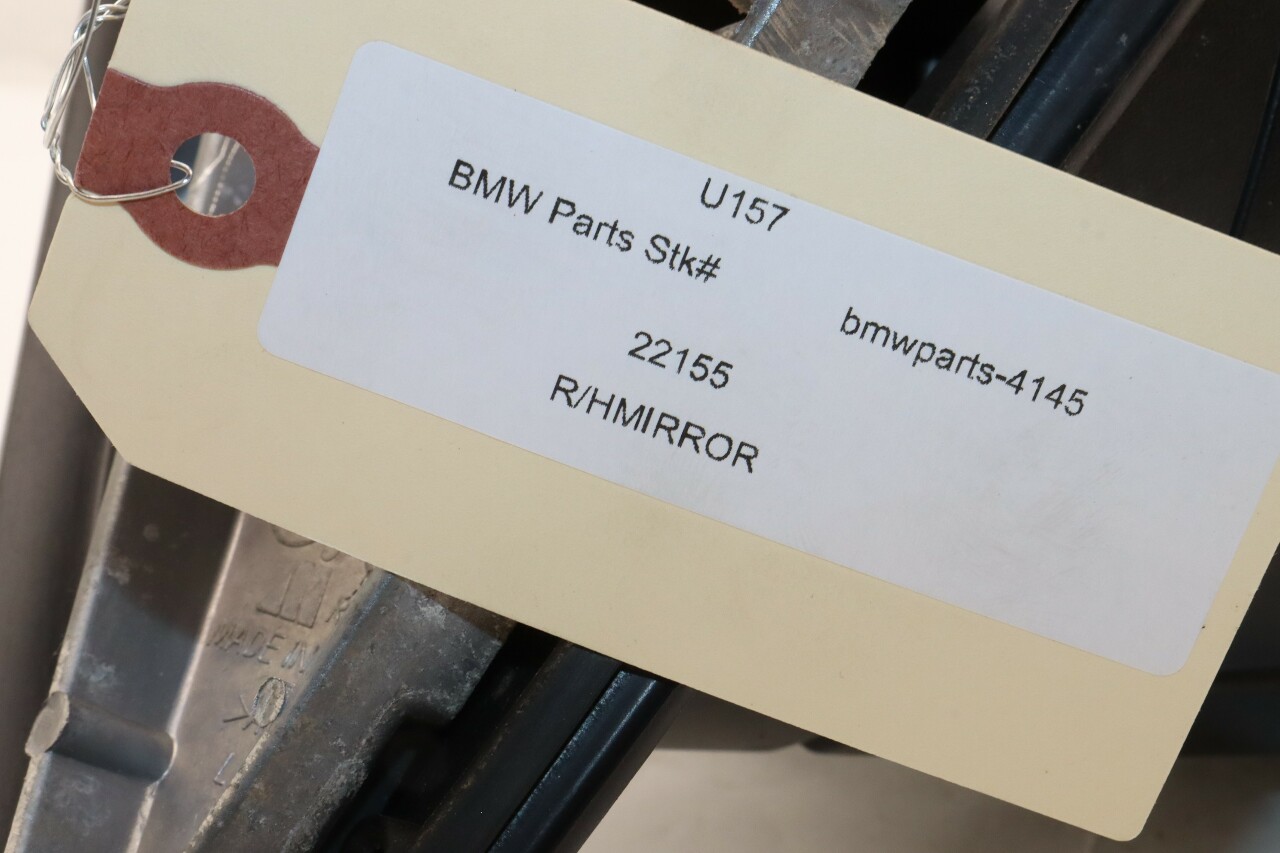 U157
BMW Parts Stk#
bmwparts-4145
22155
R/HMIRROR
MADE IN